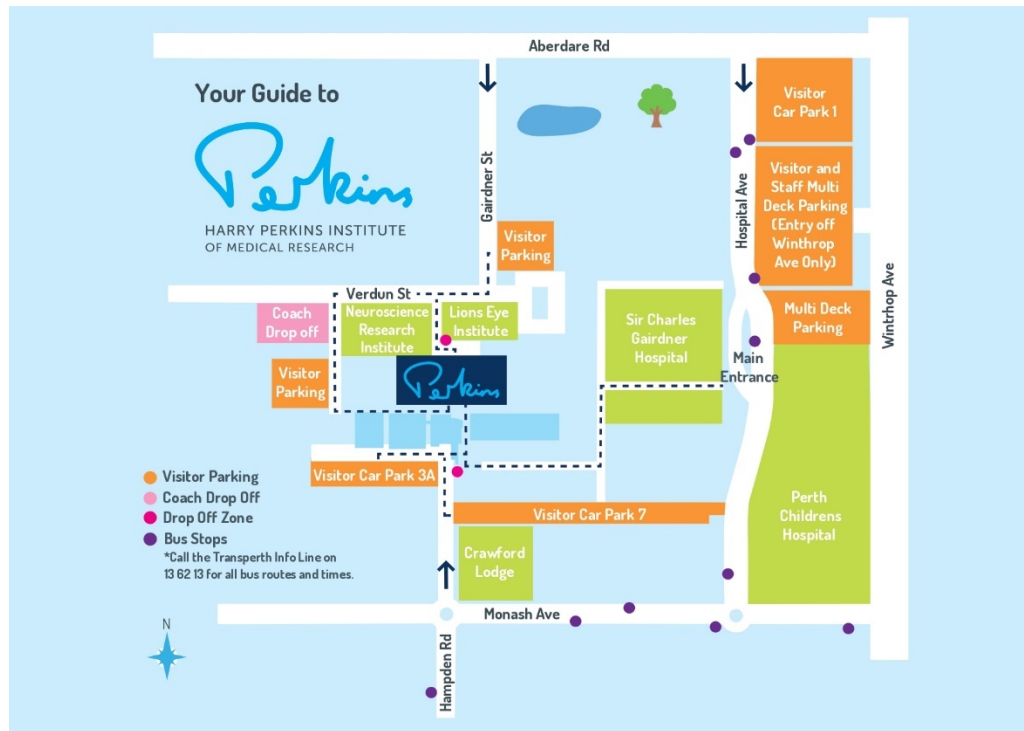 Aberdare Rd
Your Guide to
Perkins
HARRY PERKINS INSTITUTE
OF MEDICAL RESEARCH
Gairdner St
Hospital Ave
Visitor
Car Park 1
Visitor and
Staff Multi
Deck Parking
(Entry off
Winthrop
Ave Only)
Wintrhop Ave
Visitor
Parking
Verdun St
Coach
Drop off
Neuroscience
Research
Institute
Lions Eye
Institute
Sir Charles
Gairdner
Hospital
Multi Deck
Parking
Main
Entrance
Visitor
Parking
Perkins
Visitor Car Park 3A
Visitor Parking
Coach Drop Off
Drop Off Zone
Bus Stops
*Call the Transperth Info Line on
13 62 13 for all bus routes and times.
Visitor Car Park 7
Perth
Childrens
Hospital
Crawford
Lodge
Monash Ave
N
Hampden Rd